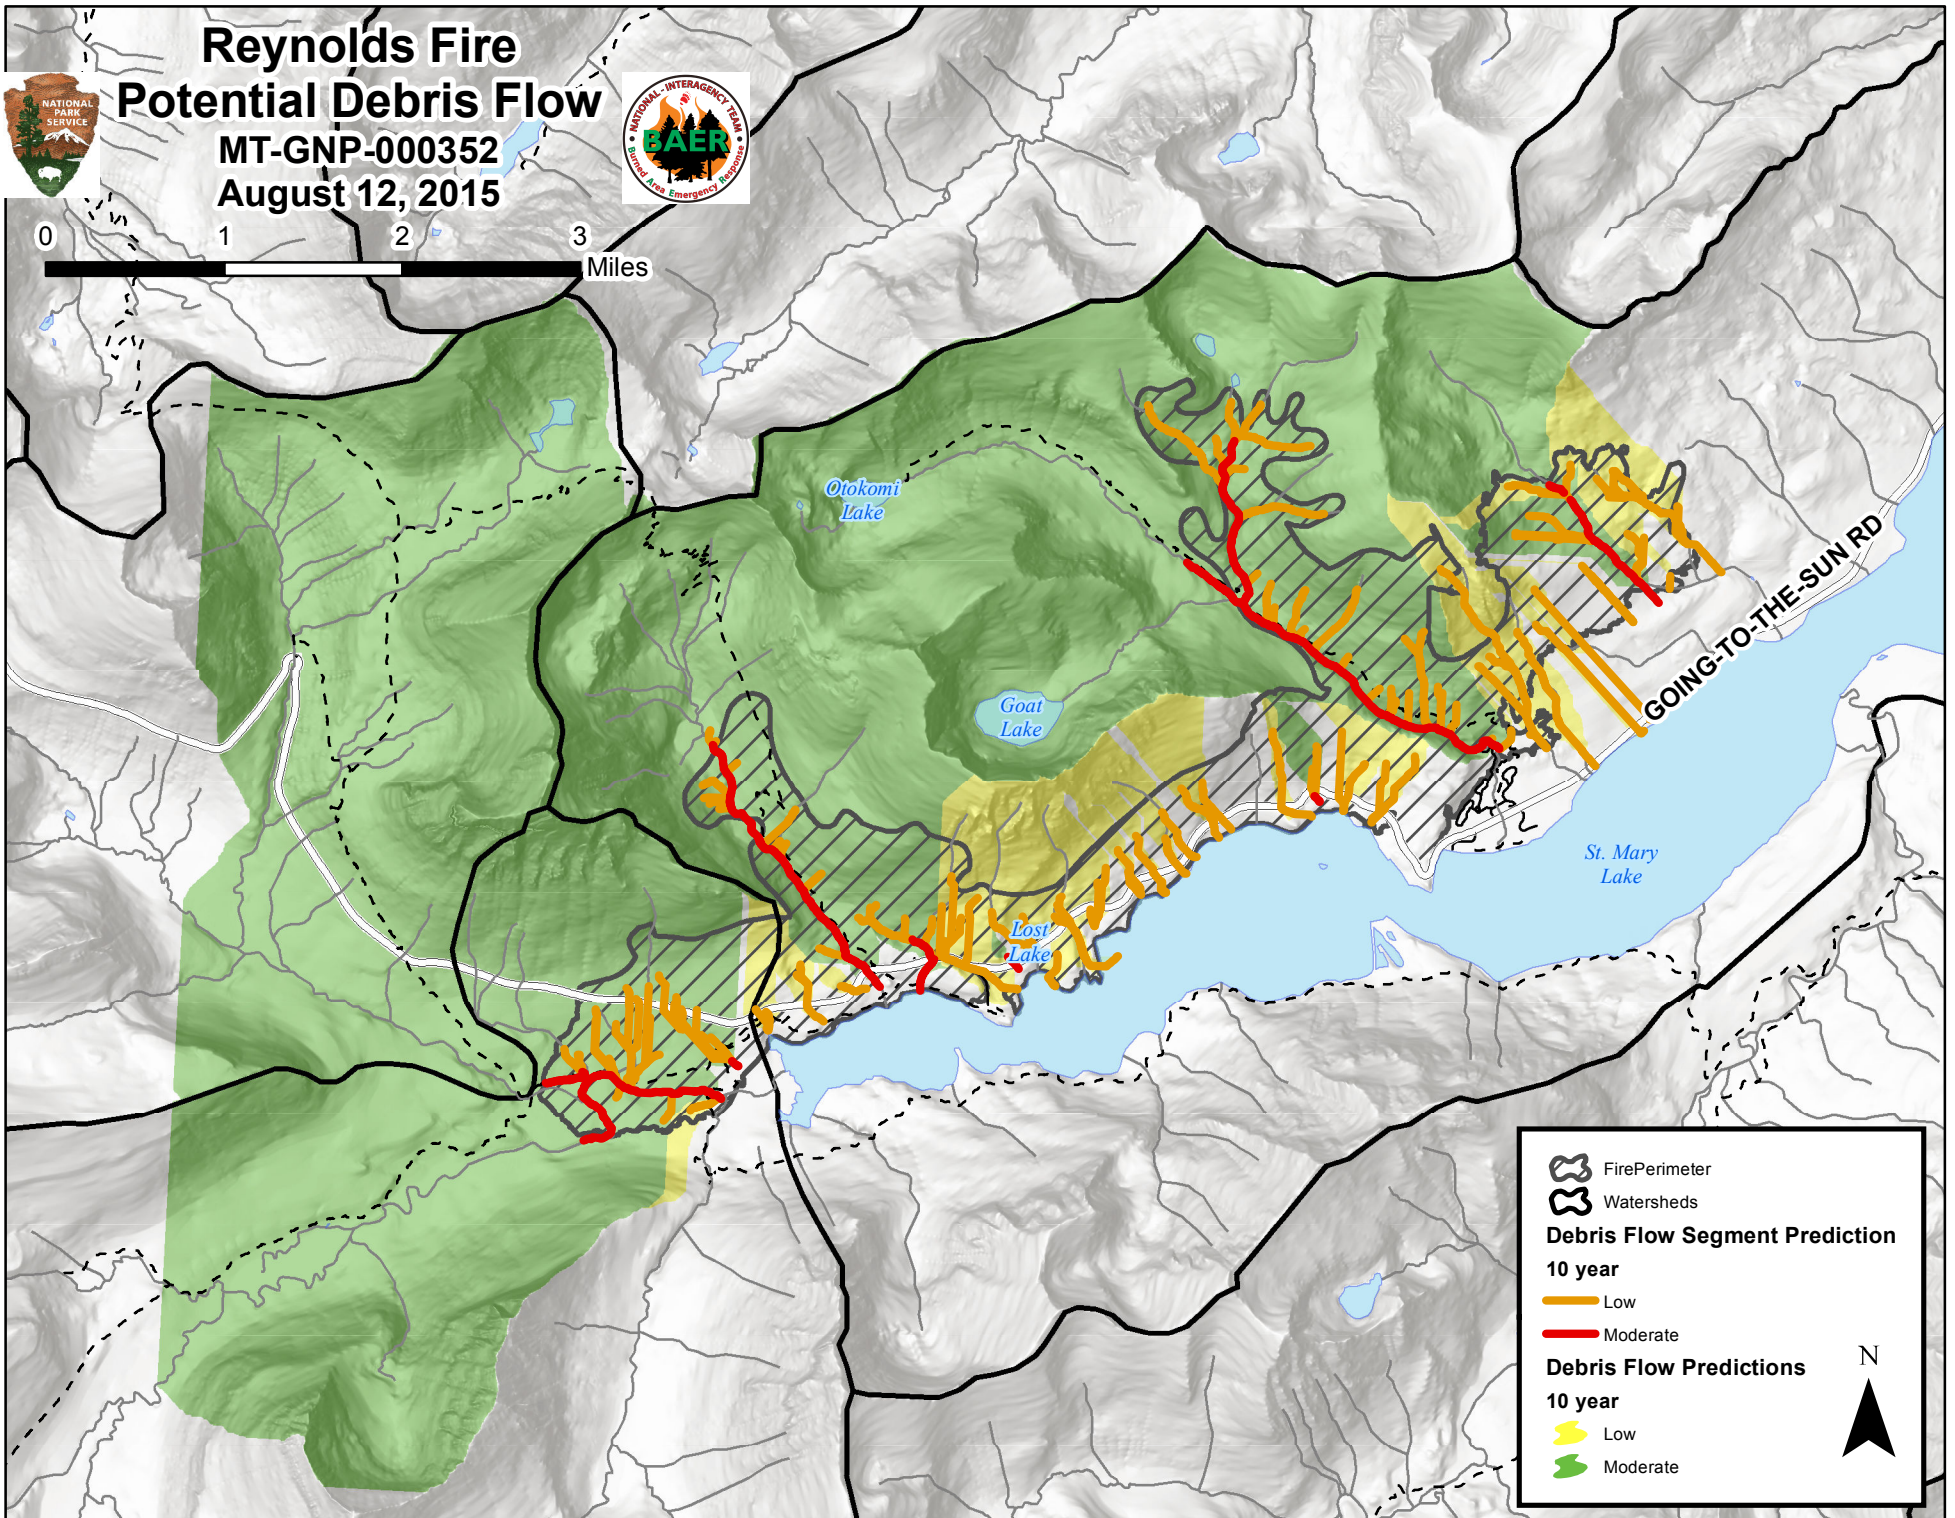 Reynolds Fire
Potential Debris Flow
MT-GNP-000352
August 12, 2015
NATIONAL
PARK
SERVICE
NATIONAL - INTERAGENCY TEAM
BAER
Burned Area Emergency Response
0 1 2 3
Miles
Otokomi
Lake
Goat
Lake
GOING-TO-THE-SUN RD
St. Mary
Lake
Lost
Lake
FirePerimeter
Watersheds
Debris Flow Segment Prediction
10 year
Low
Moderate
Debris Flow Predictions
10 year
Low
Moderate
N